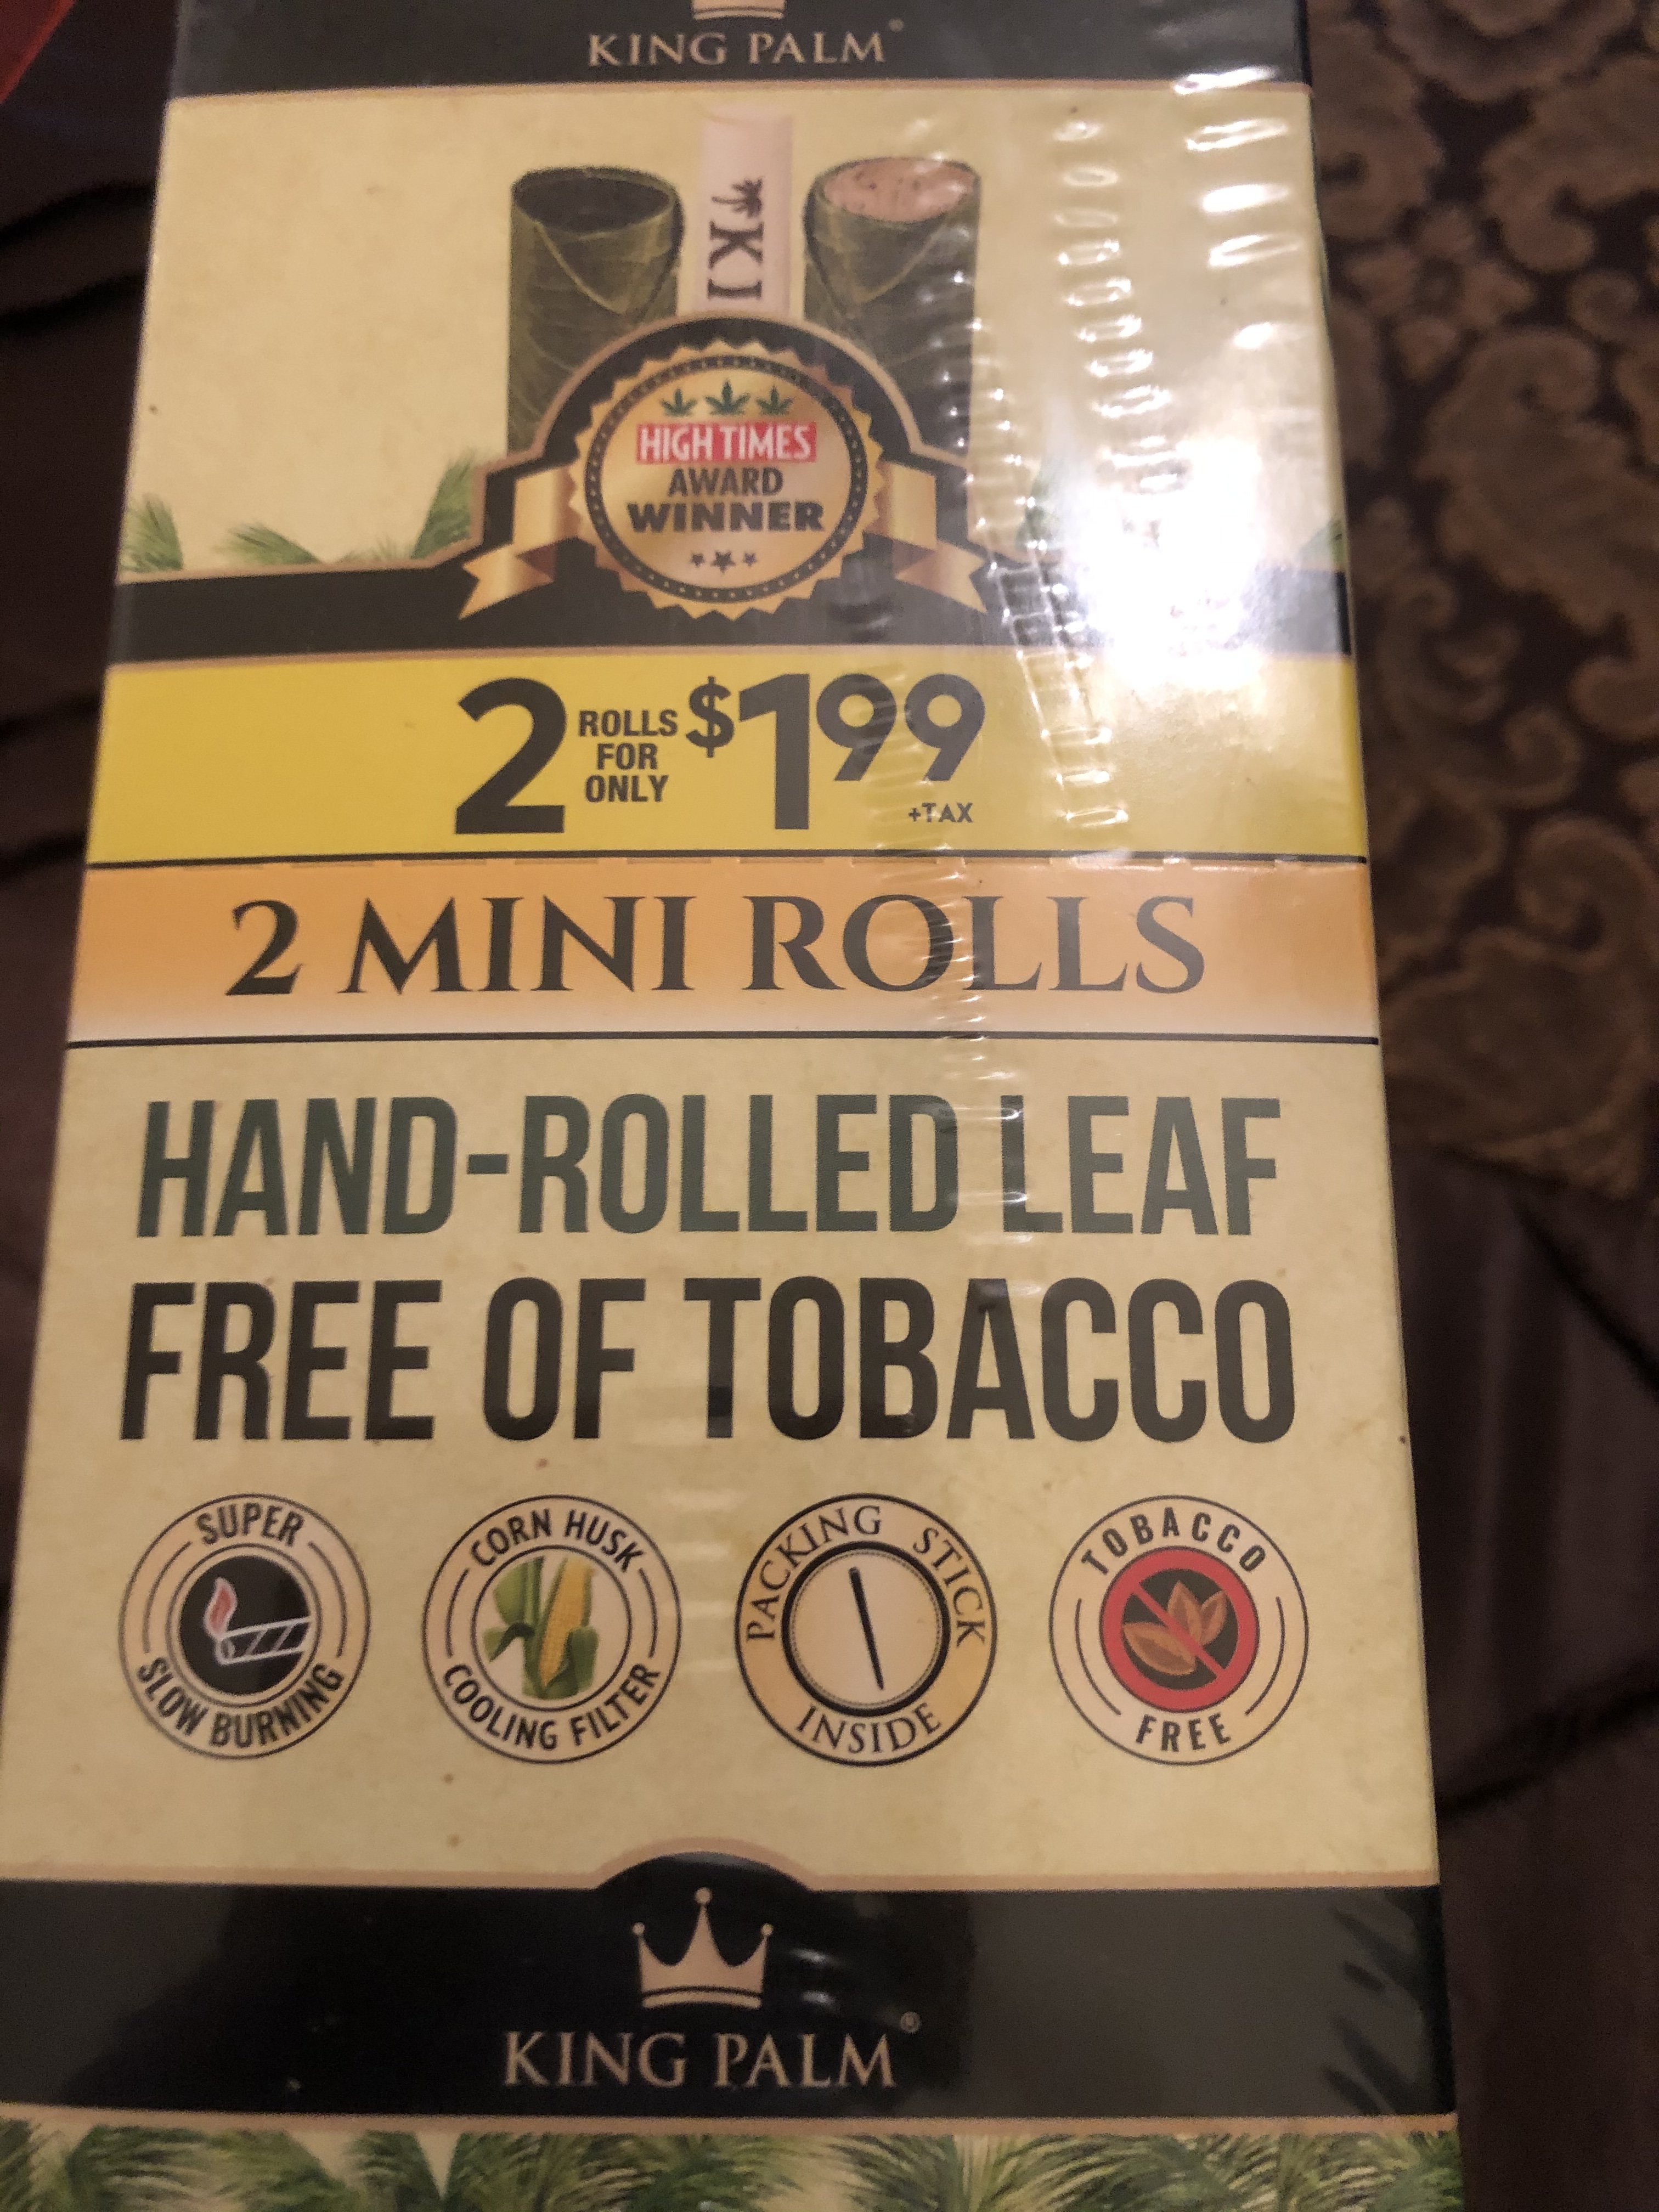 KING PALM®
KI
HIGH TIMES
AWARD
WINNER
2 ROLLS FOR ONLY $1.99
+TAX
2 MINI ROLLS
HAND-ROLLED LEAF
FREE OF TOBACCO
SUPER
SLOW BURNING
CORN HUSK
COOLING FILTER
PACKING STICK
INSIDE
TOBACCO
FREE
KING PALM®